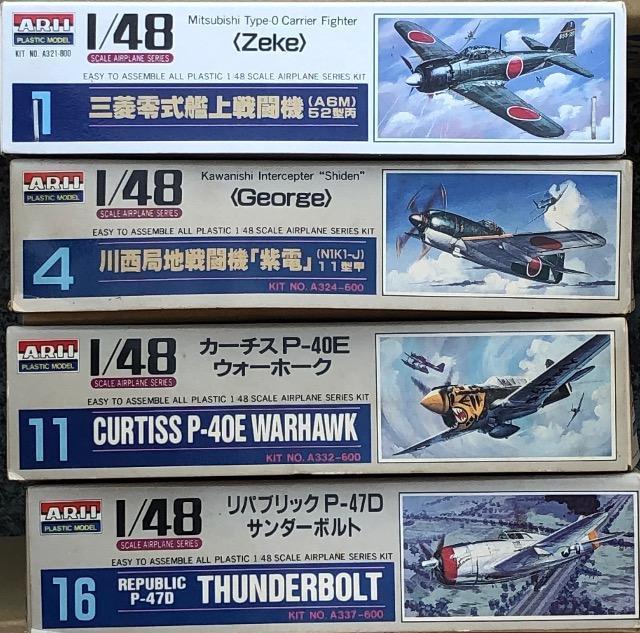 ARII
PLASTIC MODEL
KIT NO. A321-800
1/48
SCALE AIRPLANE SERIES
Mitsubishi Type-0 Carrier Fighter
〈Zeke〉
EASY TO ASSEMBLE ALL PLASTIC 1/48 SCALE AIRPLANE SERIES KIT
1
三菱零式艦上戦闘機(A6M)52型丙
ARII
PLASTIC MODEL
1/48
SCALE AIRPLANE SERIES
Kawanishi Intercepter "Shiden"
〈George〉
EASY TO ASSEMBLE ALL PLASTIC 1/48 SCALE AIRPLANE SERIES KIT
4
川西局地戦闘機「紫電」(N1K1-J)11型甲
KIT NO. A324-600
ARII
PLASTIC MODEL
1/48
SCALE AIRPLANE SERIES
カーチス P-40E
ウォーホーク
EASY TO ASSEMBLE ALL PLASTIC 1/48 SCALE AIRPLANE SERIES KIT
11
CURTISS P-40E WARHAWK
KIT NO. A332-600
ARII
PLASTIC MODEL
1/48
SCALE AIRPLANE SERIES
リパブリック P-47D
サンダーボルト
EASY TO ASSEMBLE ALL PLASTIC 1/48 SCALE AIRPLANE SERIES KIT
16
REPUBLIC P-47D THUNDERBOLT
KIT NO. A337-600